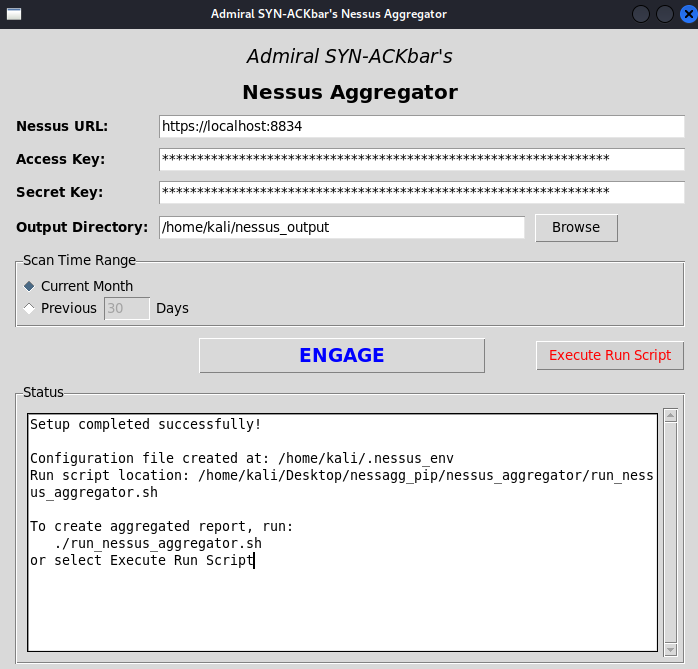 Admiral SYN-ACKbar's Nessus Aggregator
Admiral SYN-ACKbar's
Nessus Aggregator
Nessus URL: https://localhost:8834
Access Key: ****************************************************************
Secret Key: ****************************************************************
Output Directory: /home/kali/nessus_output Browse
Scan Time Range
Current Month
Previous 30 Days
ENGAGE Execute Run Script
Status
Setup completed successfully!
Configuration file created at: /home/kali/.nessus_env
Run script location: /home/kali/Desktop/nessagg_pip/nessus_aggregator/run_ness
us_aggregator.sh
To create aggregated report, run:
./run_nessus_aggregator.sh
or select Execute Run Script